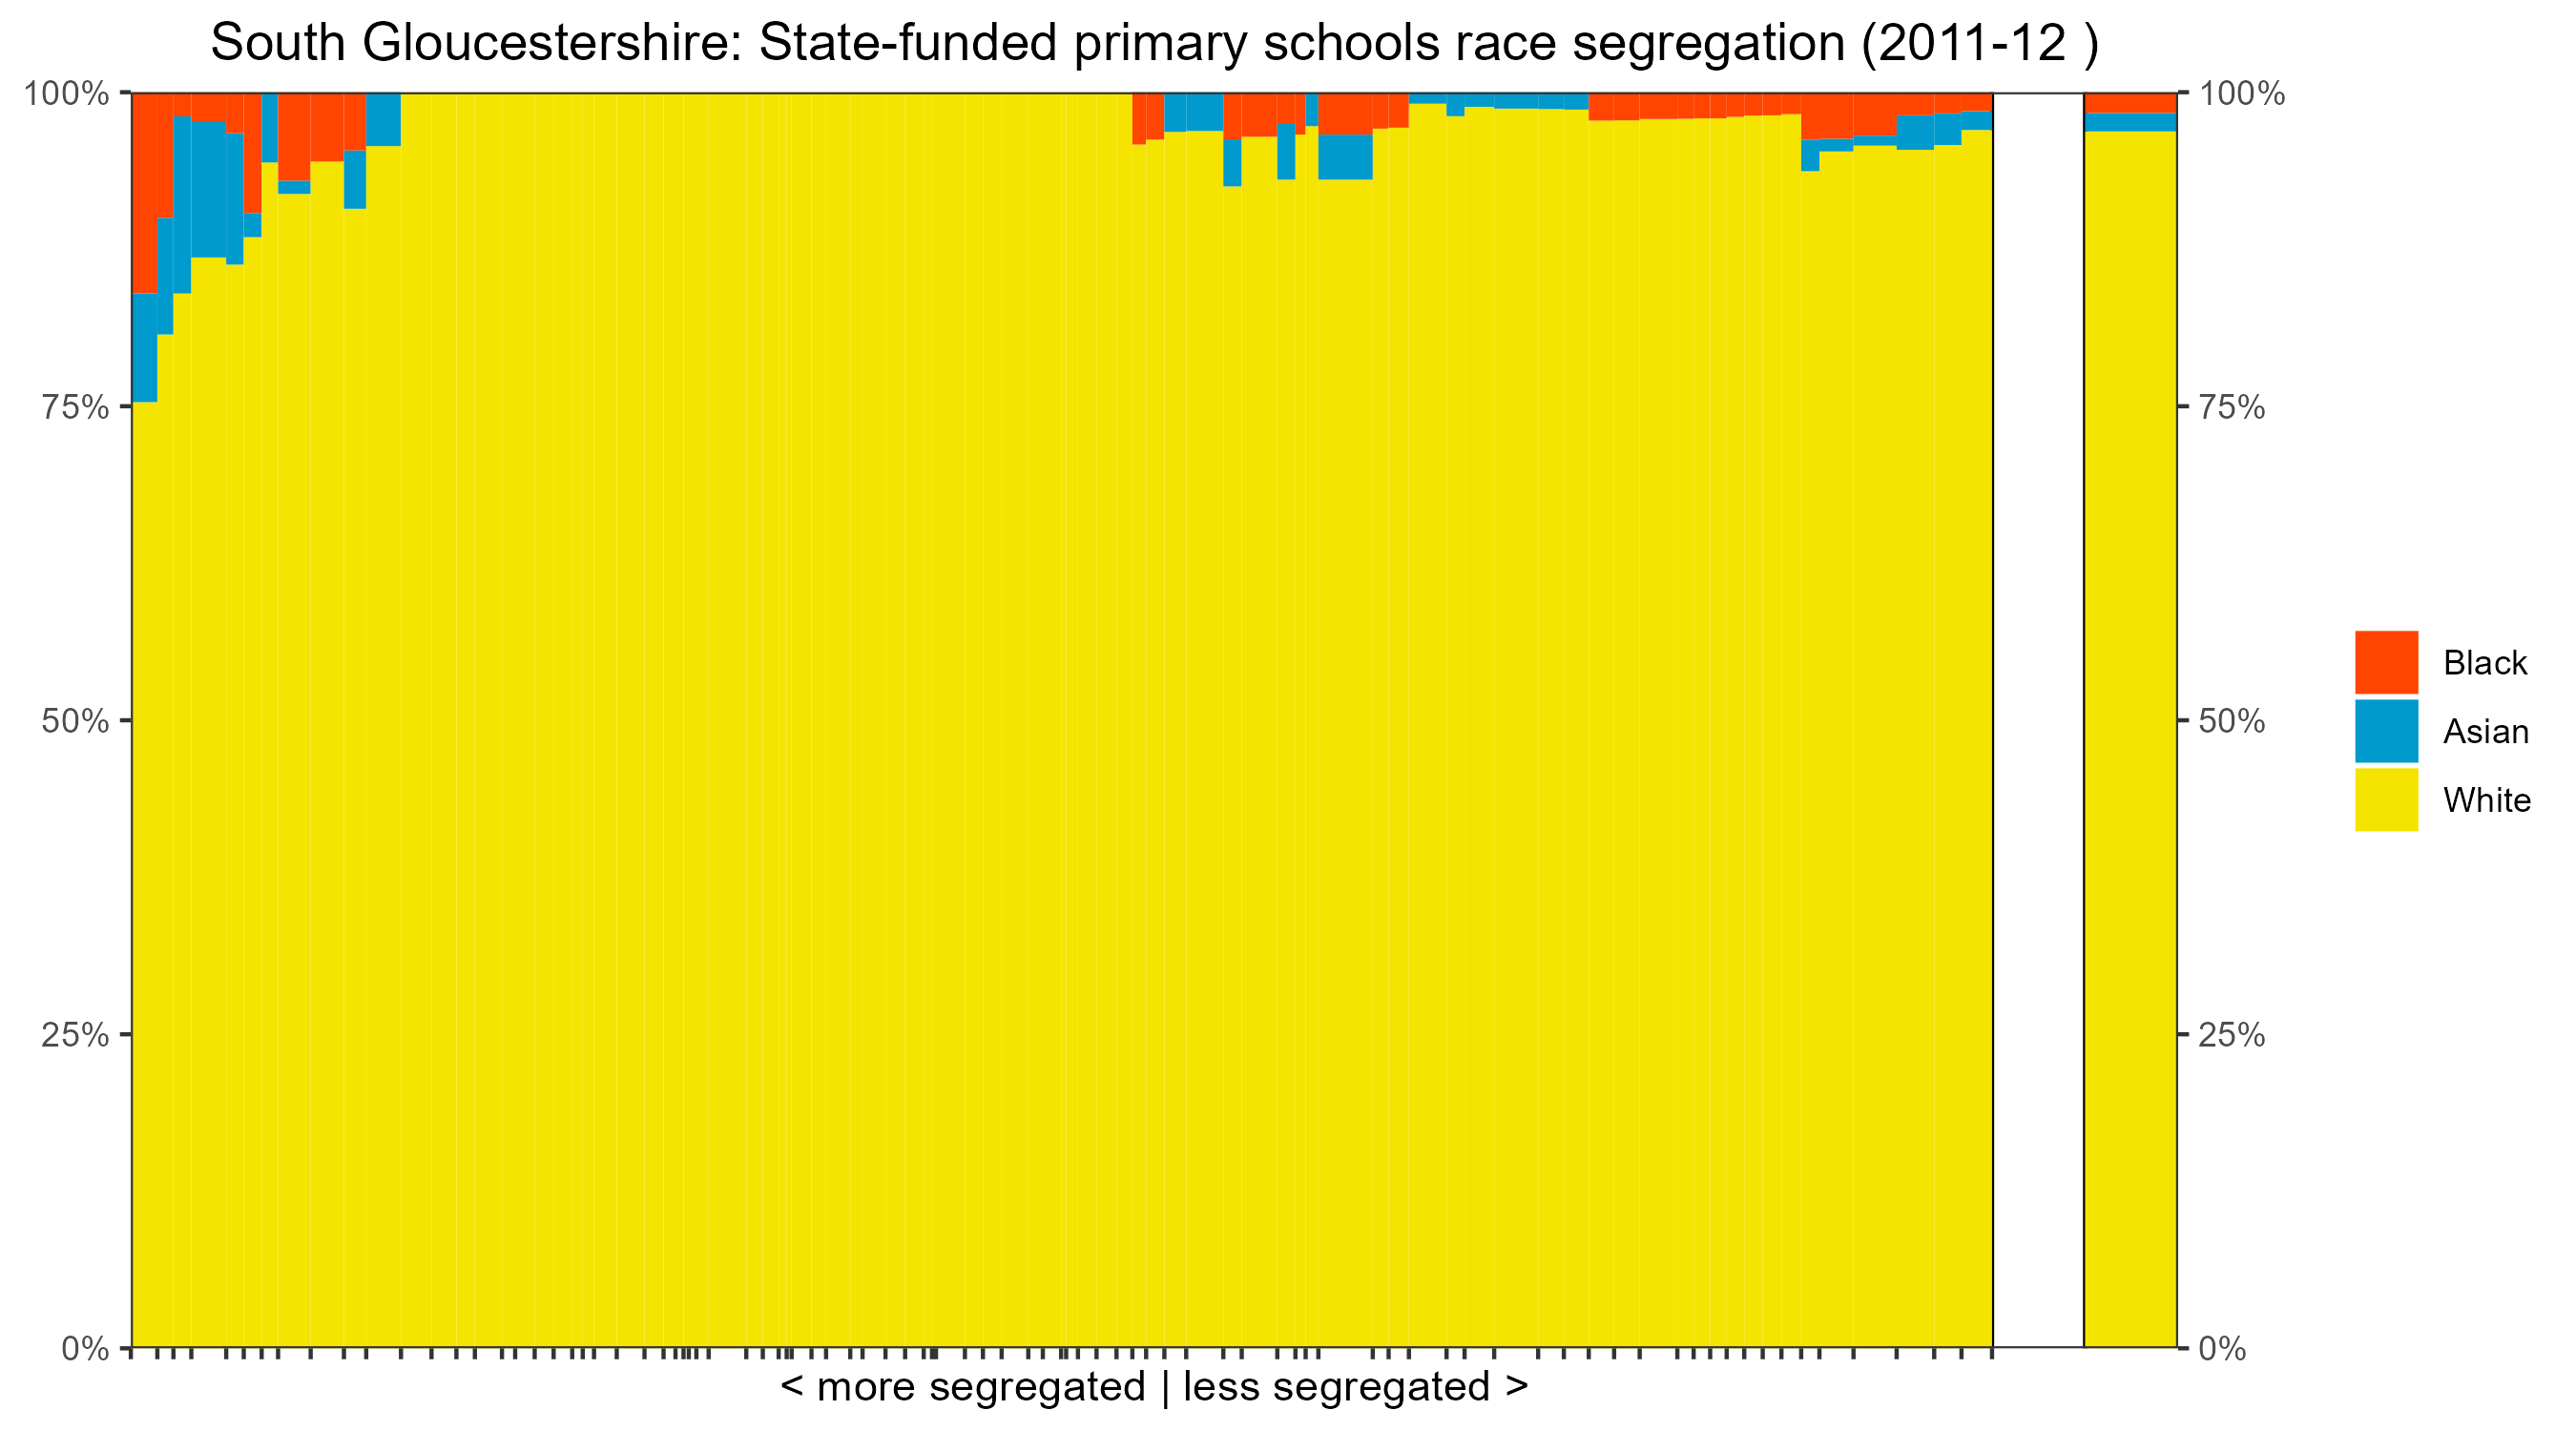 South Gloucestershire: State-funded primary schools race segregation (2011-12 )
100%
75%
50%
25%
0%
100%
75%
50%
25%
0%
Black
Asian
White
< more segregated | less segregated >